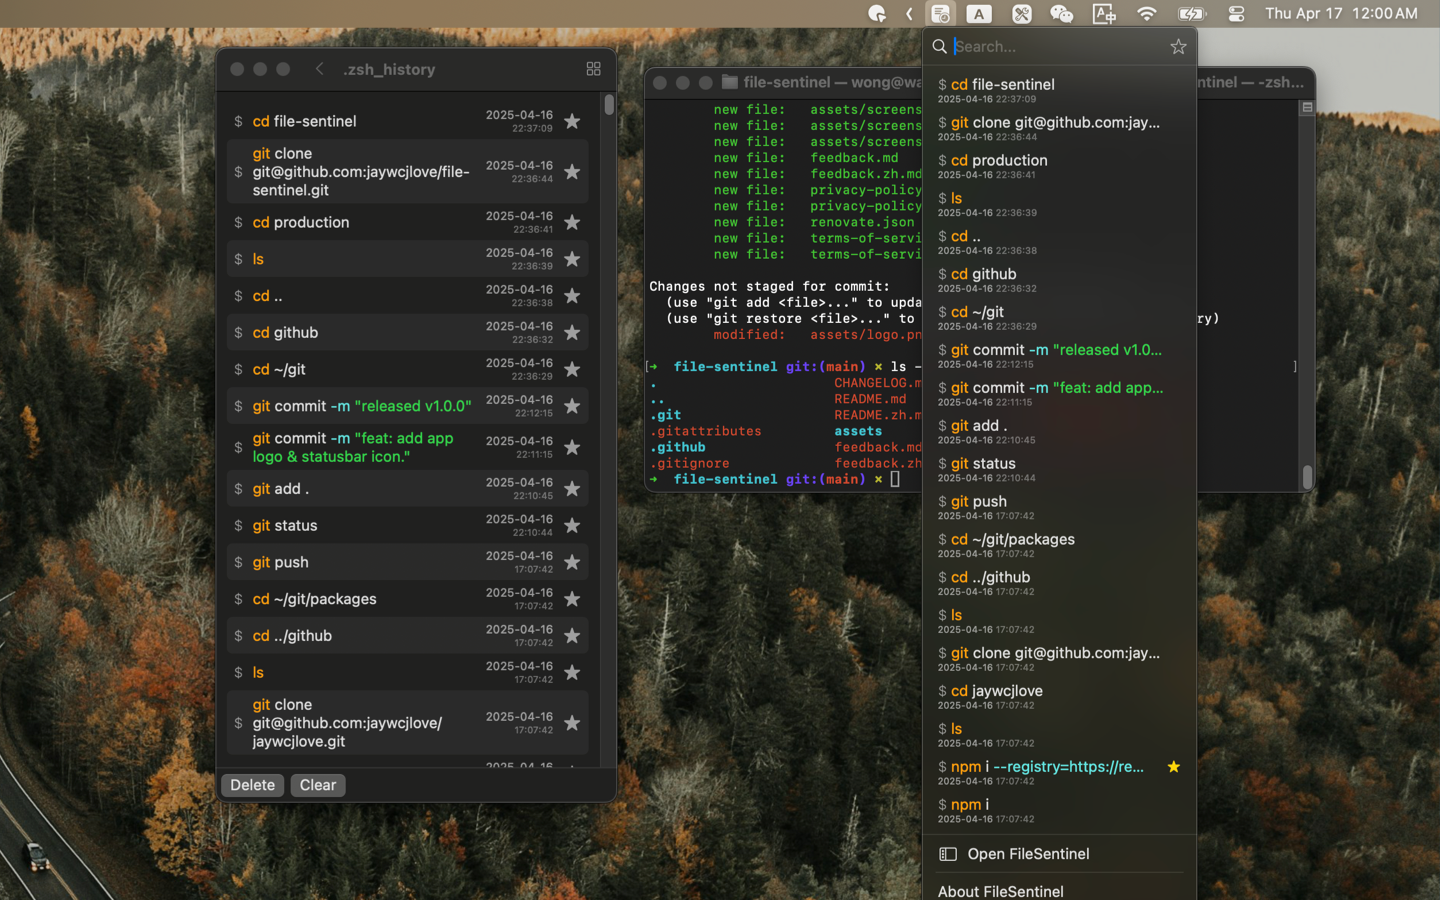 A
A
Thu Apr 17 12:00 AM
.zsh_history
$ cd file-sentinel 2025-04-16
22:37:09
$ git clone
git@github.com:jaywcjlove/file-
sentinel.git
2025-04-16
22:36:44
$ cd production 2025-04-16
22:36:41
$ ls 2025-04-16
22:36:39
$ cd .. 2025-04-16
22:36:38
$ cd github 2025-04-16
22:36:32
$ cd ~/git 2025-04-16
22:36:29
$ git commit -m "released v1.0.0" 2025-04-16
22:12:15
$ git commit -m "feat: add app
logo & statusbar icon."
2025-04-16
22:11:15
$ git add . 2025-04-16
22:10:45
$ git status 2025-04-16
22:10:44
$ git push 2025-04-16
17:07:42
$ cd ~/git/packages 2025-04-16
17:07:42
$ cd ../github 2025-04-16
17:07:42
$ ls 2025-04-16
17:07:42
$ git clone
git@github.com:jaywcjlove/
jaywcjlove.git
2025-04-16
17:07:42
Delete Clear
file-sentinel — wong@wa
ntinel — -zsh...
new file: assets/screens
new file: assets/screens
new file: assets/screens
new file: feedback.md
new file: feedback.zh.md
new file: privacy-policy
new file: privacy-policy
new file: renovate.json
new file: terms-of-servi
new file: terms-of-servi
Changes not staged for commit:
(use "git add <file>..." to upda
(use "git restore <file>..." to
ry)
modified: assets/logo.pn
[→ file-sentinel git:(main) × ls - ]
. CHANGELOG.m
.. README.md
.git README.zh.m
.gitattributes assets
.github feedback.md
.gitignore feedback.zh
→ file-sentinel git:(main) ×
Search...
$ cd file-sentinel
2025-04-16 22:37:09
$ git clone git@github.com:jay...
2025-04-16 22:36:44
$ cd production
2025-04-16 22:36:41
$ ls
2025-04-16 22:36:39
$ cd ..
2025-04-16 22:36:38
$ cd github
2025-04-16 22:36:32
$ cd ~/git
2025-04-16 22:36:29
$ git commit -m "released v1.0...
2025-04-16 22:12:15
$ git commit -m "feat: add app...
2025-04-16 22:11:15
$ git add .
2025-04-16 22:10:45
$ git status
2025-04-16 22:10:44
$ git push
2025-04-16 17:07:42
$ cd ~/git/packages
2025-04-16 17:07:42
$ cd ../github
2025-04-16 17:07:42
$ ls
2025-04-16 17:07:42
$ git clone git@github.com:jay...
2025-04-16 17:07:42
$ cd jaywcjlove
2025-04-16 17:07:42
$ ls
2025-04-16 17:07:42
$ npm i --registry=https://re...
2025-04-16 17:07:42
$ npm i
2025-04-16 17:07:42
Open FileSentinel
About FileSentinel